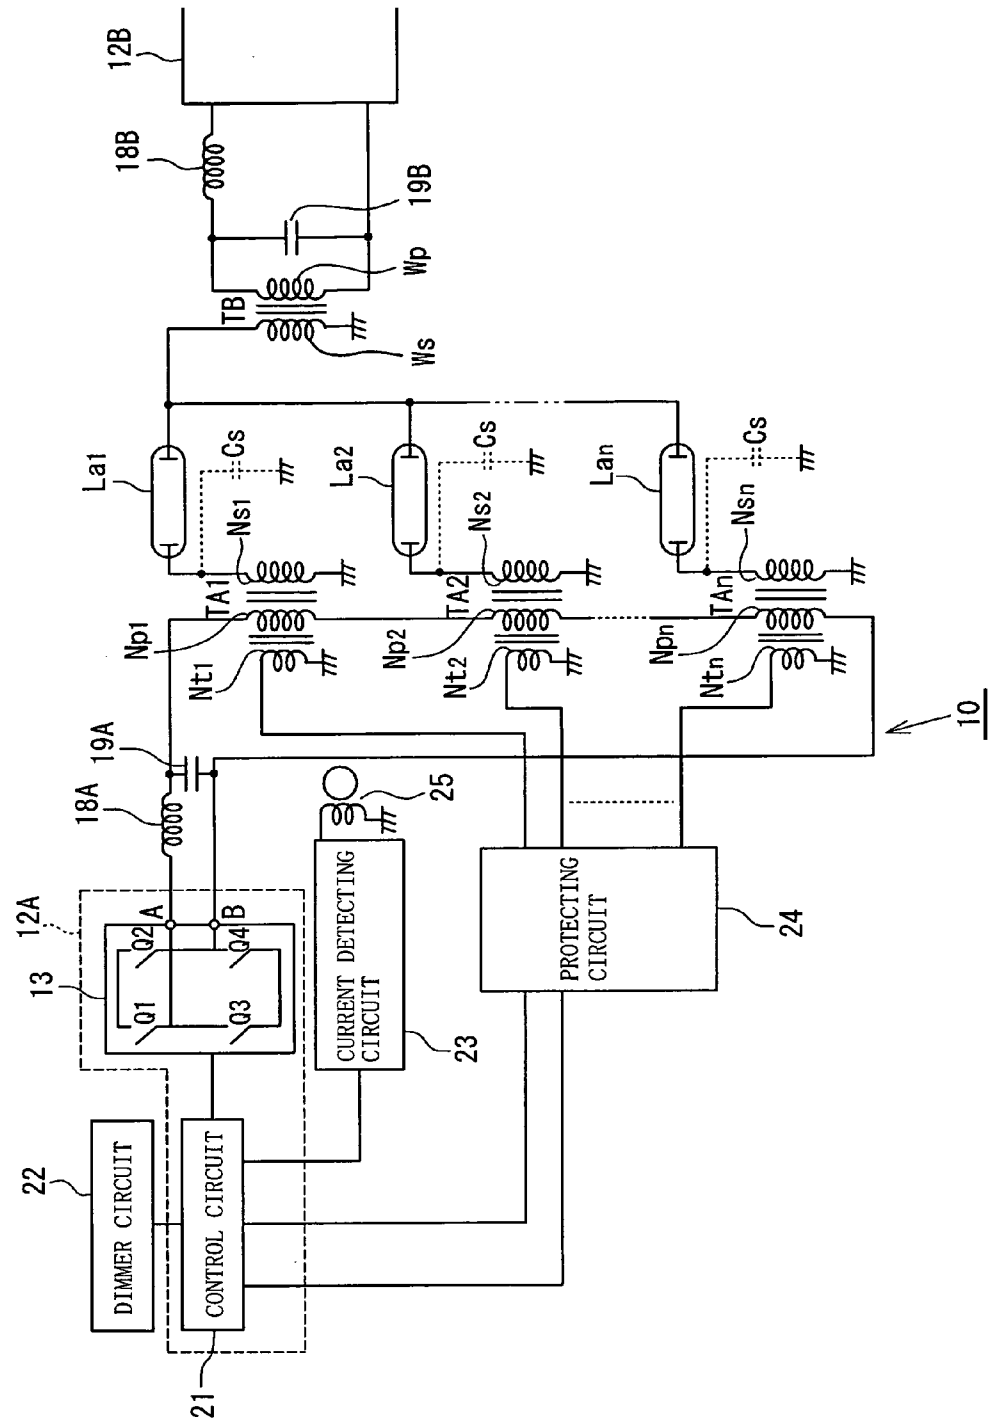 12B
18B
19B
Wp
TB
Ws
La1
Cs
Ns1
TA1
Np1
Nt1
La2
Cs
Ns2
TA2
Np2
Nt2
Lan
Cs
Nsn
TAn
Npn
Ntn
10
19A
18A
25
12A
13
A
B
Q2
Q4
Q1
Q3
CURRENT DETECTING
CIRCUIT
23
PROTECTING
CIRCUIT
24
22
DIMMER CIRCUIT
CONTROL CIRCUIT
21